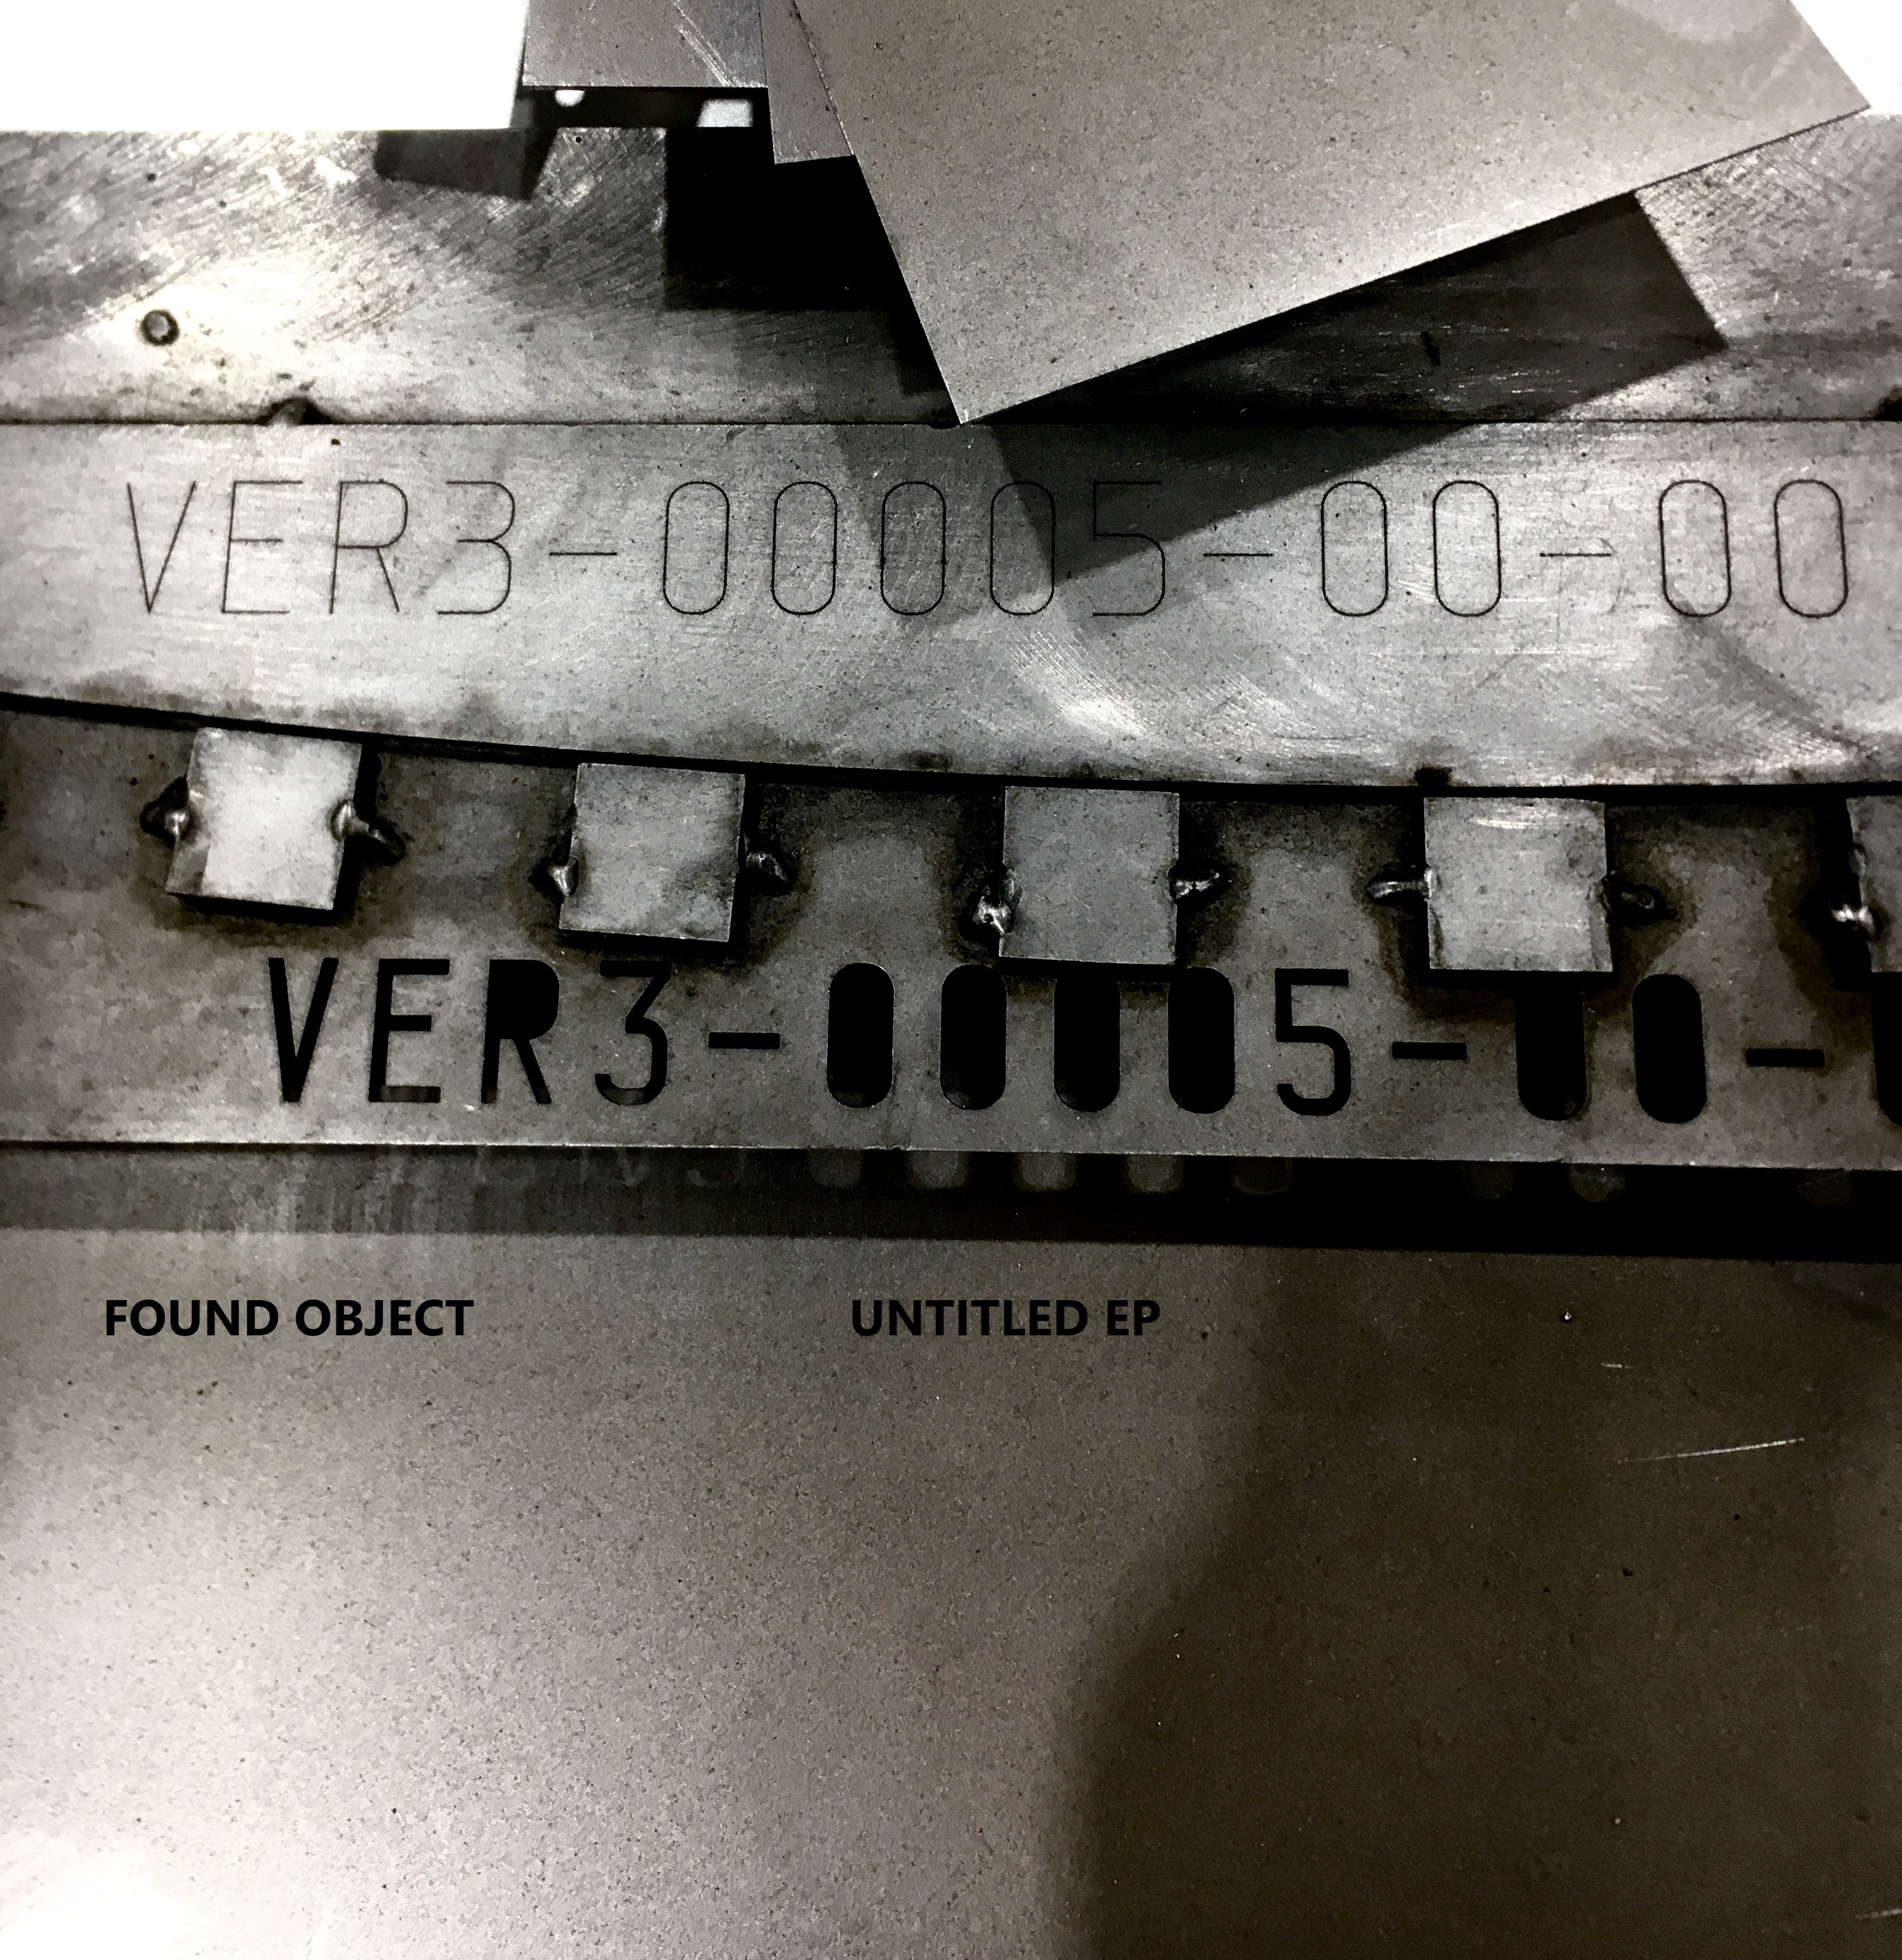 VER3-00005-00-00
VER3-00005-00-
FOUND OBJECT UNTITLED EP